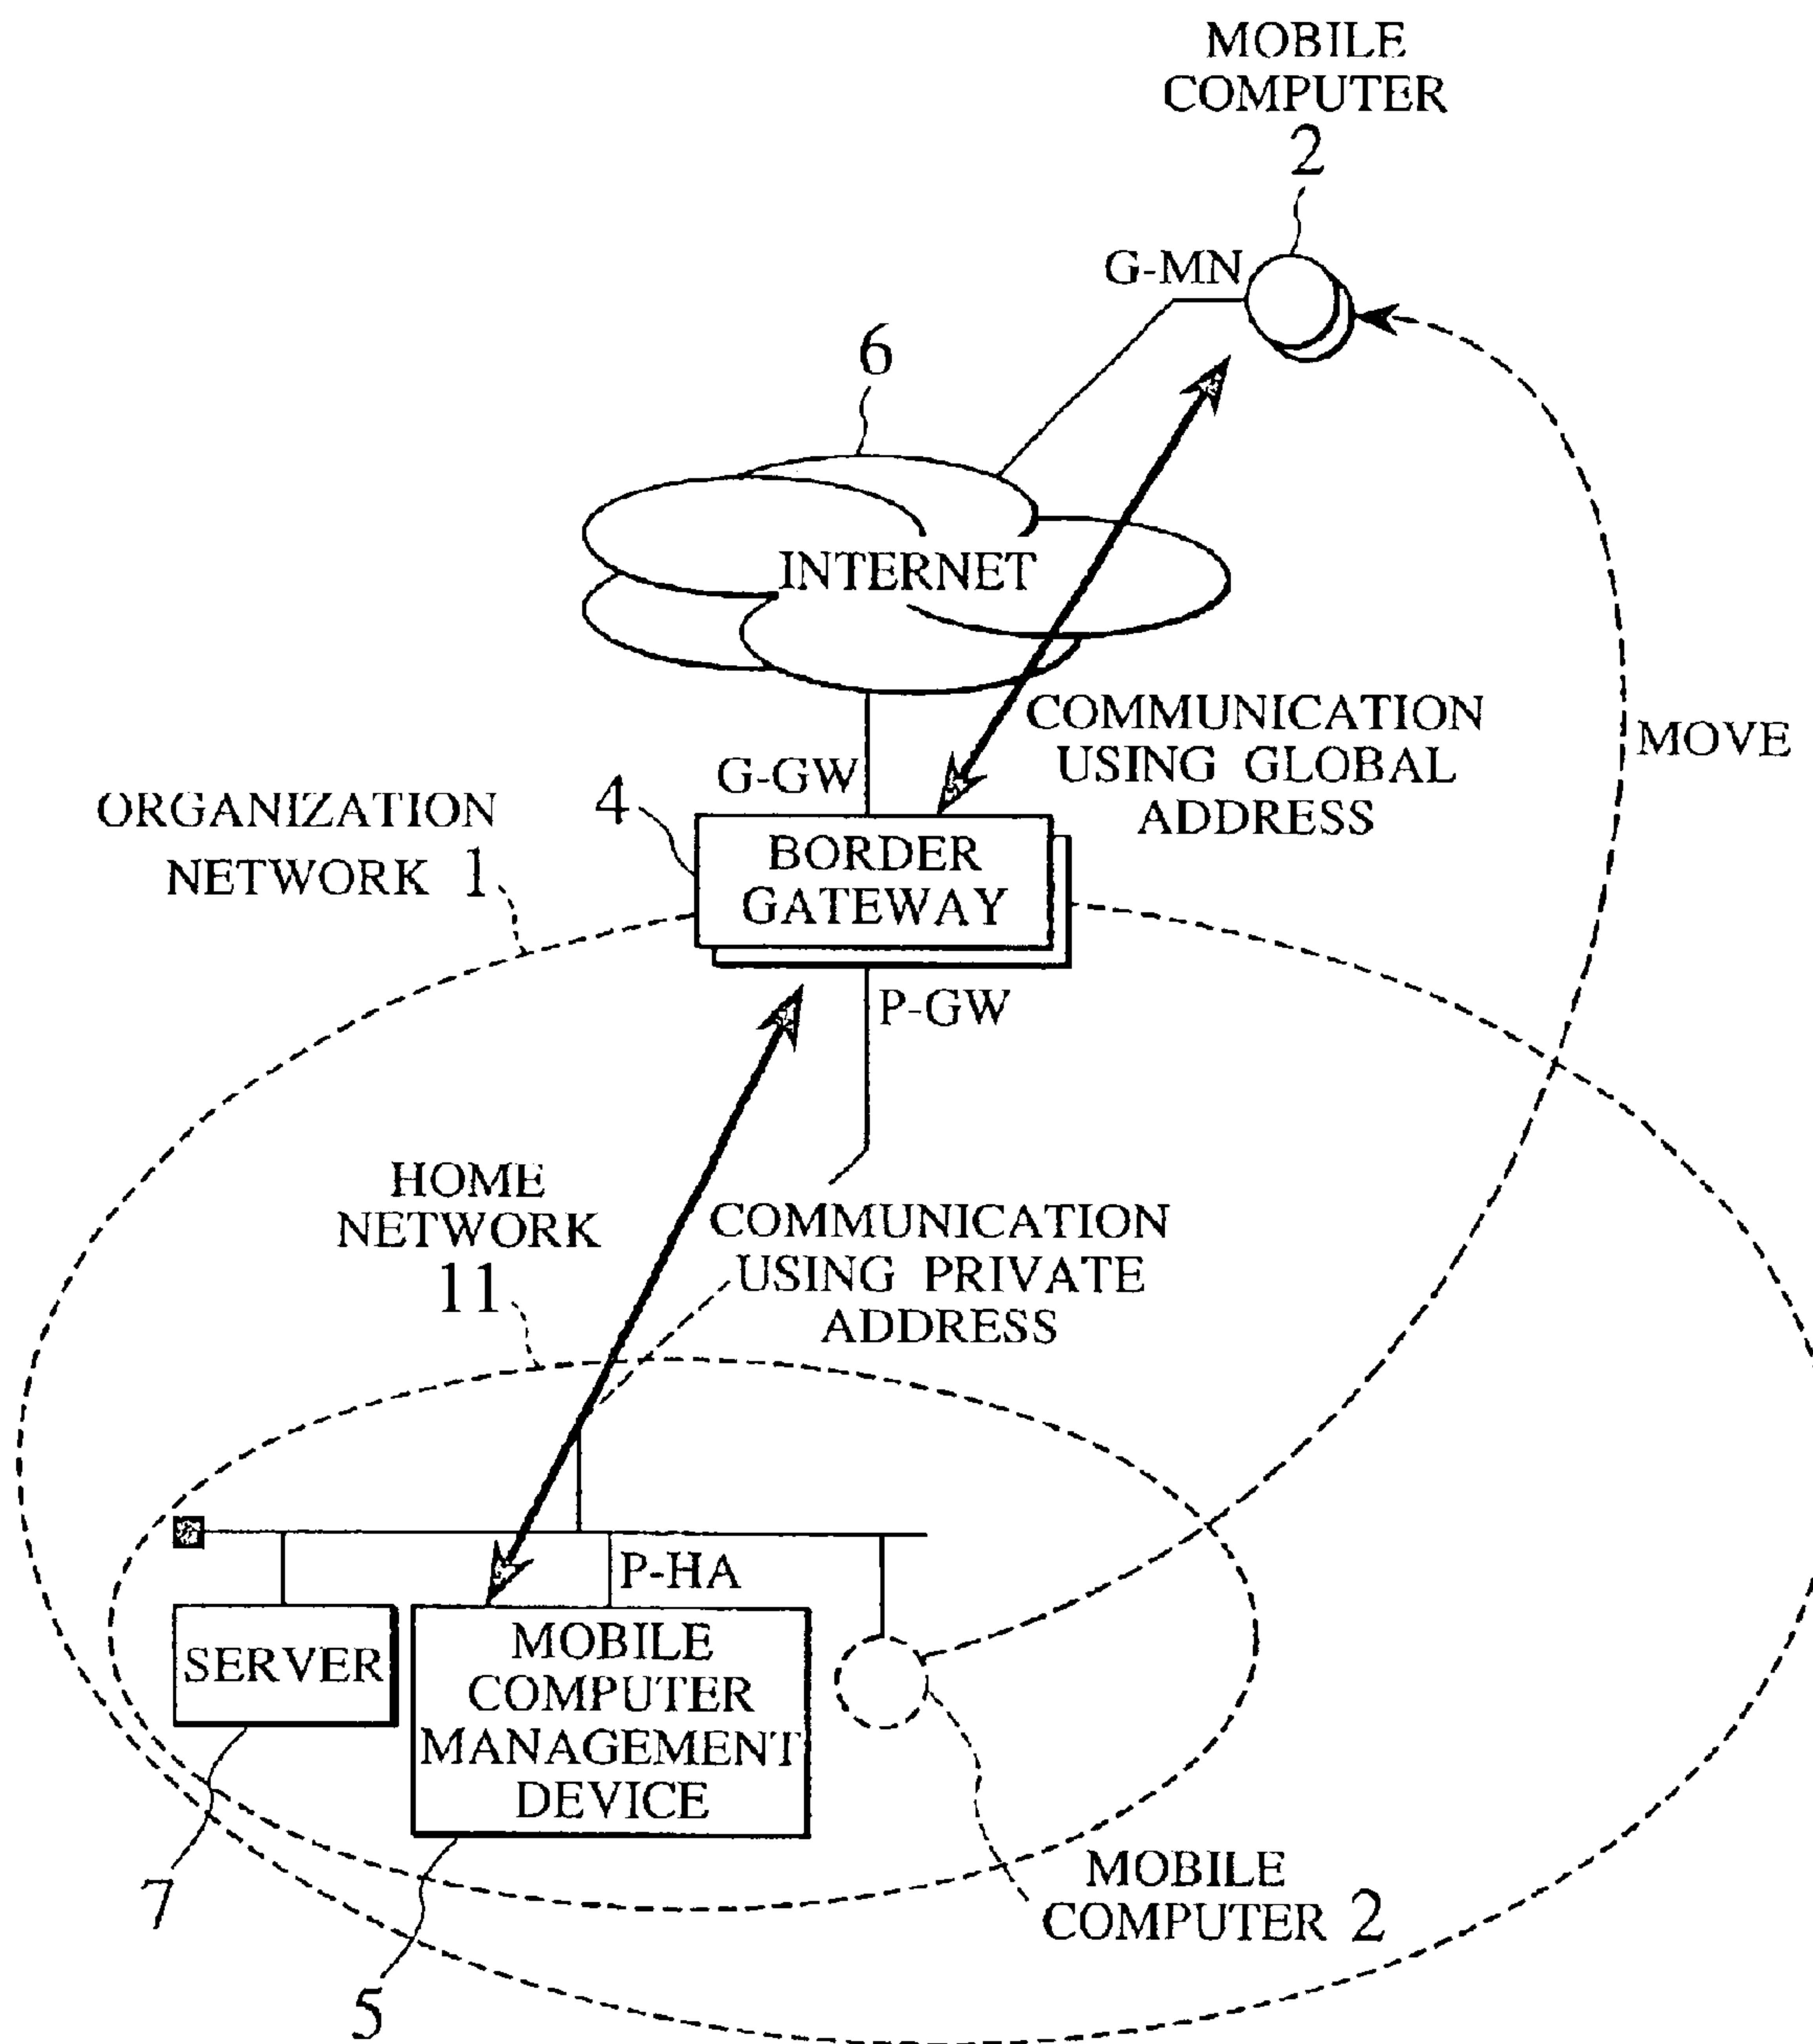 MOBILE
COMPUTER
2
G-MN
6
INTERNET
COMMUNICATION
USING GLOBAL
ADDRESS
MOVE
G-GW
4
ORGANIZATION
NETWORK 1
BORDER
GATEWAY
P-GW
HOME
NETWORK
11
COMMUNICATION
USING PRIVATE
ADDRESS
P-HA
SERVER
MOBILE
COMPUTER
MANAGEMENT
DEVICE
7
5
MOBILE
COMPUTER 2